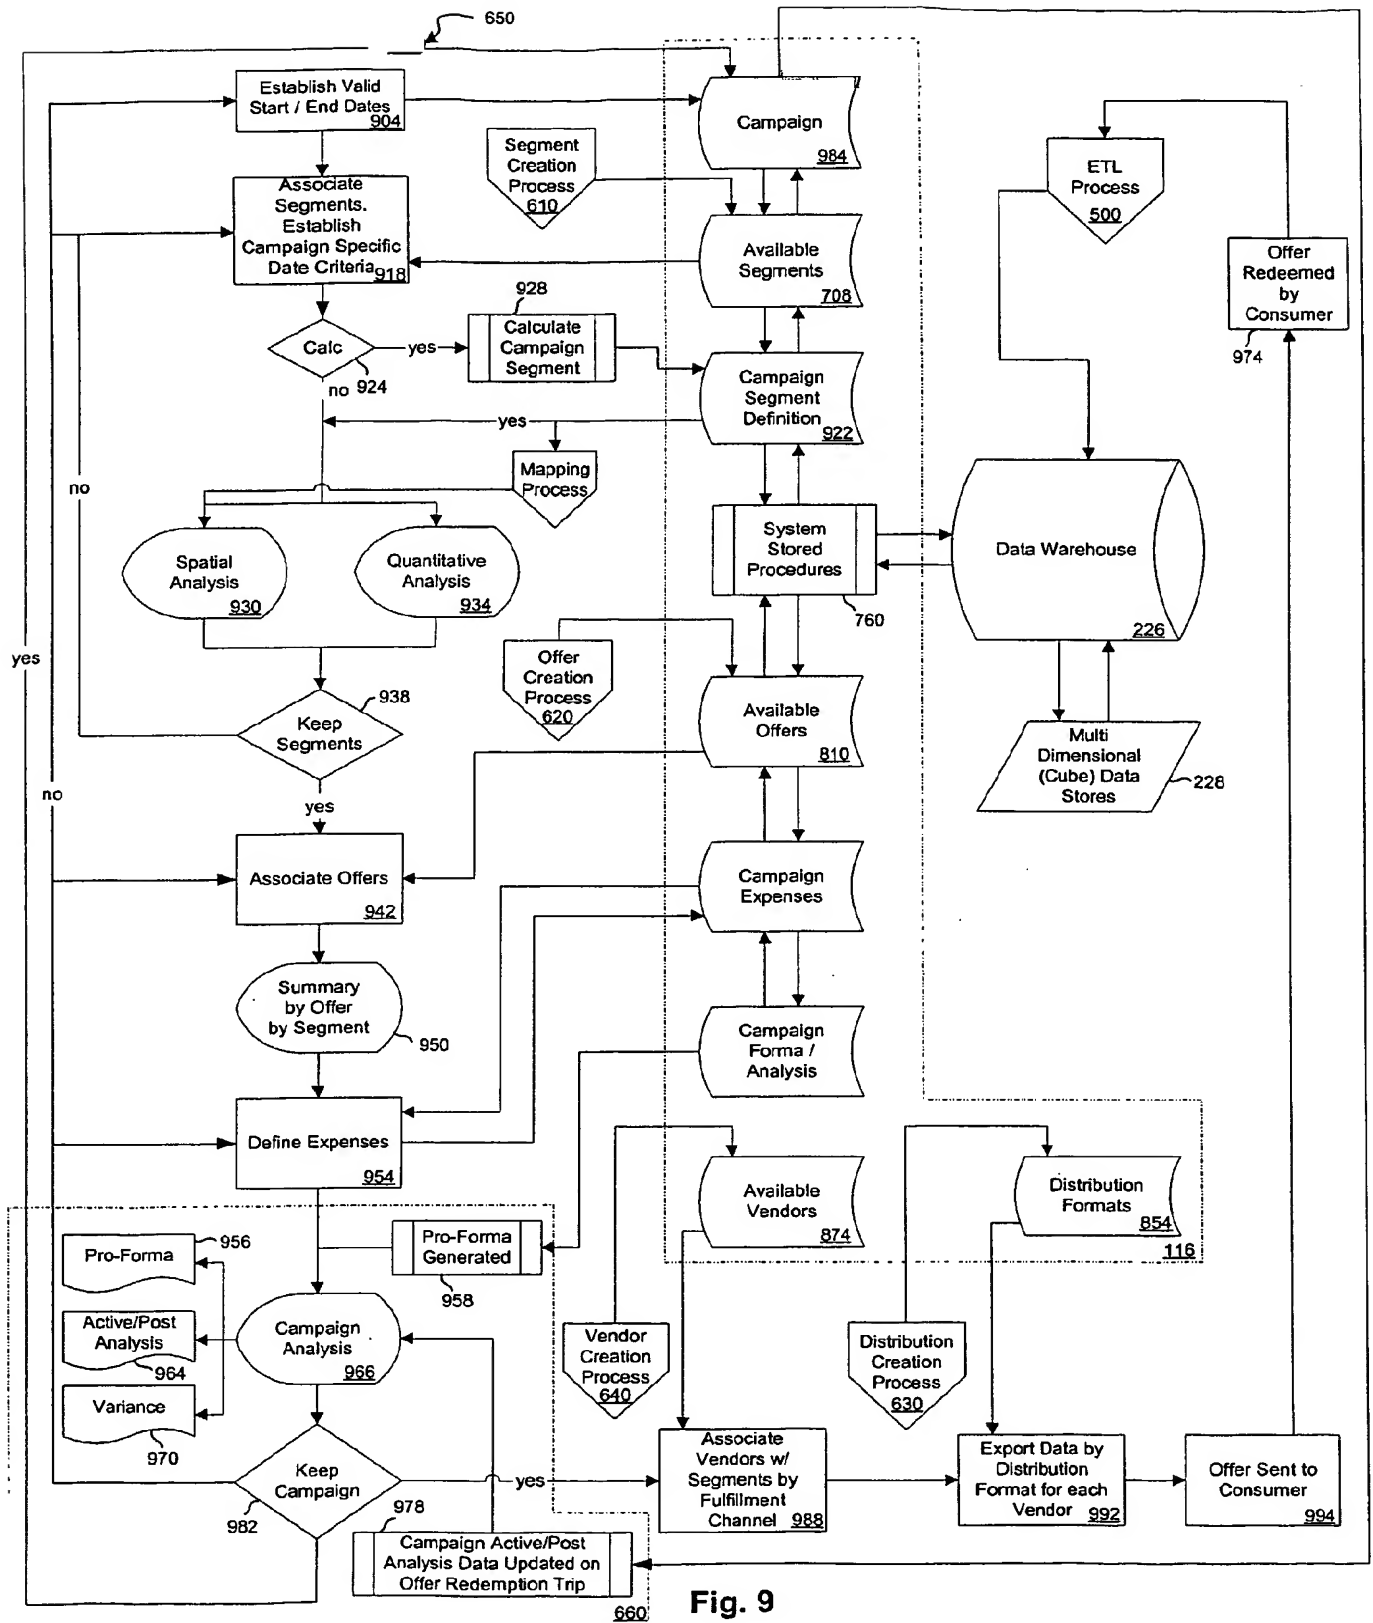 650
Establish Valid
Start / End Dates
904
Campaign
984
Segment
Creation
Process
610
ETL
Process
500
Associate
Segments.
Establish
Campaign Specific
Date Criteria
918
Available
Segments
708
Offer
Redeemed
by
Consumer
974
928
Calculate
Campaign
Segment
Calc
yes
924
no
Campaign
Segment
Definition
922
yes
Mapping
Process
no
System
Stored
Procedures
760
Data Warehouse
226
Spatial
Analysis
930
Quantitative
Analysis
934
yes
Offer
Creation
Process
620
938
Keep
Segments
Available
Offers
810
Multi
Dimensional
(Cube) Data
Stores
228
no
yes
Associate Offers
942
Campaign
Expenses
Summary
by Offer
by Segment
950
Campaign
Forma /
Analysis
Define Expenses
954
Available
Vendors
874
Distribution
Formats
854
116
956
Pro-Forma
Pro-Forma
Generated
958
Active/Post
Analysis
964
Campaign
Analysis
966
Vendor
Creation
Process
640
Distribution
Creation
Process
630
Variance
970
Keep
Campaign
982
yes
Associate
Vendors w/
Segments by
Fulfillment
Channel
988
Export Data by
Distribution
Format for each
Vendor
992
Offer Sent to
Consumer
994
978
Campaign Active/Post
Analysis Data Updated on
Offer Redemption Trip
660
Fig. 9